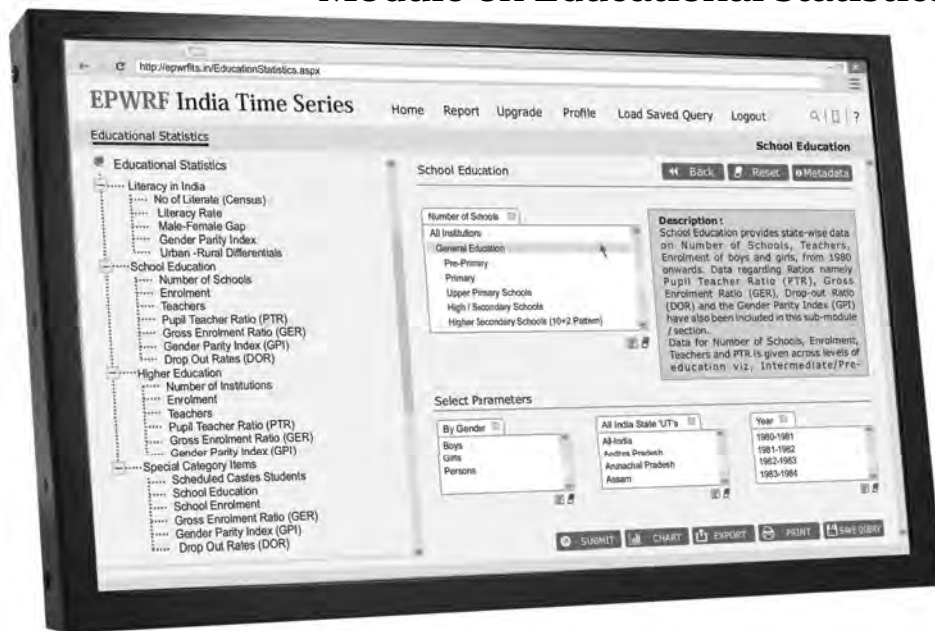 Module on Educational Statistics
http://epwrfits.in/EducationStatistics.aspx
EPWRF India Time Series
Home Report Upgrade Profile Load Saved Query Logout ?
Educational Statistics
School Education
Educational Statistics
Literacy in India
No of Literate (Census)
Literacy Rate
Male-Female Gap
Gender Parity Index
Urban -Rural Differentials
School Education
Number of Schools
Enrolment
Teachers
Pupil Teacher Ratio (PTR)
Gross Enrolment Ratio (GER)
Gender Parity Index (GPI)
Drop Out Rates (DOR)
Higher Education
Number of Institutions
Enrolment
Teachers
Pupil Teacher Ratio (PTR)
Gross Enrolment Ratio (GER)
Gender Parity Index (GPI)
Special Category Items
Scheduled Castes Students
School Education
School Enrolment
Gross Enrolment Ratio (GER)
Gender Parity Index (GPI)
Drop Out Rates (DOR)
School Education
Back Reset Metadata
Number of Schools
All Institutions
General Education
Pre-Primary
Primary
Upper Pimary Schools
High / Secondary Schools
Higher Secondary Schools (10+2 Pattern)
Description :
School Education provides state-wise data
on Number of Schools, Teachers,
Enrolment of boys and girls, from 1980
onwards. Data regarding Ratios namely
Pupil Teacher Ratio (PTR), Gross
Enrolment Ratio (GER), Drop-out Ratio
(DOR) and the Gender Parity Index (GPI)
have also been included in this sub-module
/ section.
Data for Number of Schools, Enrolment,
Teachers and PTR is given across levels of
education viz, Intermediate/Pre-
Select Parameters
By Gender
Boys
Girls
Persons
All India State 'UT's
All-India
Andhra Pradesh
Arunachal Pradesh
Assam
Year
1980-1981
1981-1982
1982-1983
1983-1984
SUBMIT CHART EXPORT PRINT SAVE QUERY